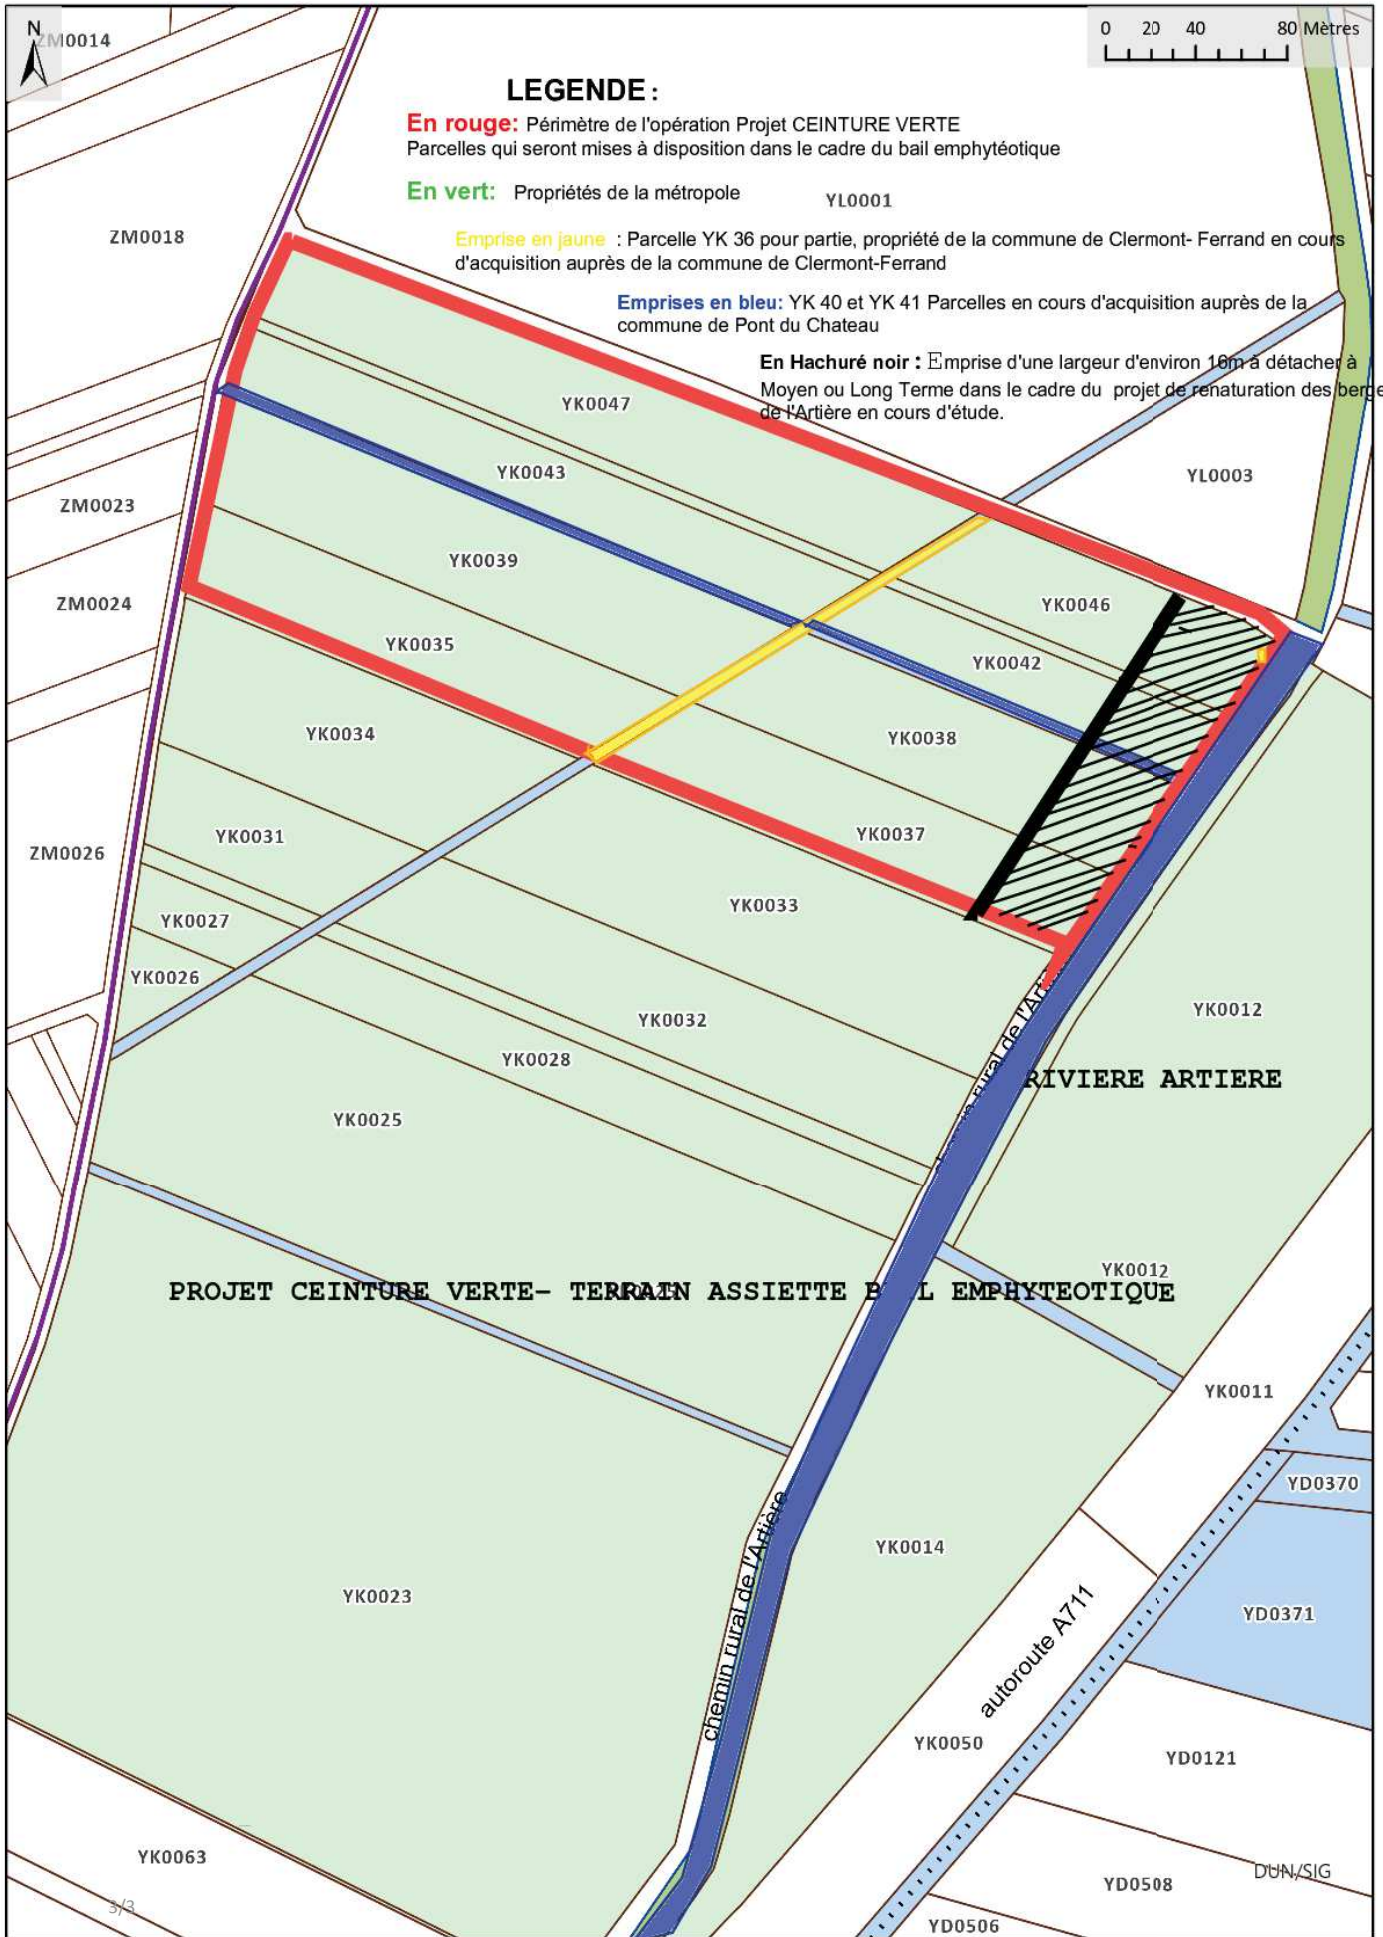 N
ZM0014
0 20 40 80 Mètres
LEGENDE :
En rouge: Périmètre de l'opération Projet CEINTURE VERTE
Parcelles qui seront mises à disposition dans le cadre du bail emphytéotique
En vert: Propriétés de la métropole
YL0001
ZM0018
Emprise en jaune : Parcelle YK 36 pour partie, propriété de la commune de Clermont- Ferrand en cours
d'acquisition auprès de la commune de Clermont-Ferrand
Emprises en bleu: YK 40 et YK 41 Parcelles en cours d'acquisition auprès de la
commune de Pont du Chateau
En Hachuré noir : Emprise d'une largeur d'environ 16m à détacher à
Moyen ou Long Terme dans le cadre du projet de renaturation des berge
de l'Artière en cours d'étude.
YK0047
YK0043
YL0003
ZM0023
YK0039
ZM0024
YK0046
YK0035
YK0042
YK0034
YK0038
YK0031
YK0037
ZM0026
YK0033
YK0027
YK0026
YK0032
YK0012
YK0028
chemin rural de l'Arti
RIVIERE ARTIERE
YK0025
YK0012
PROJET CEINTURE VERTE- TERRAIN ASSIETTE B IL EMPHYTEOTIQUE
YK0011
YD0370
YK0014
YK0023
chemin rural de l'Artière
YD0371
autoroute A711
YK0050
YD0121
YK0063
DUN/SIG
YD0508
3/3
YD0506